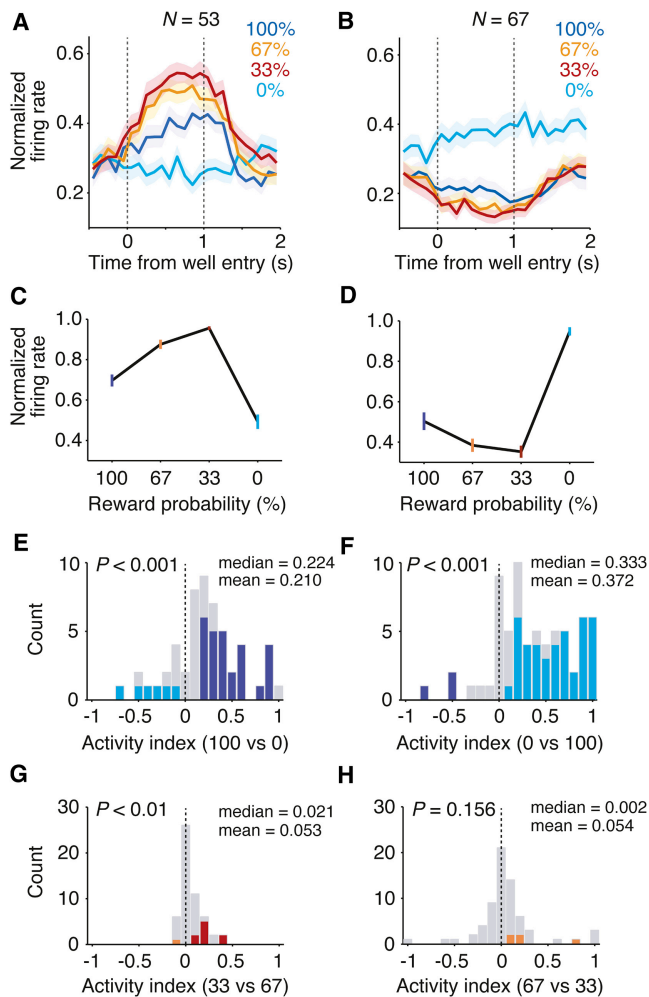 A
N = 53
100%
67%
33%
0%
Normalized
firing rate
0.6
0.4
0.2
0
1
2
Time from well entry (s)
B
N = 67
100%
67%
33%
0%
0.6
0.4
0.2
0
1
2
Time from well entry (s)
C
Normalized
firing rate
1.0
0.8
0.6
0.4
100
67
33
0
Reward probability (%)
D
1.0
0.8
0.6
0.4
100
67
33
0
Reward probability (%)
E
P < 0.001
median = 0.224
mean = 0.210
Count
10
5
0
-1
-0.5
0
0.5
1
Activity index (100 vs 0)
F
P < 0.001
median = 0.333
mean = 0.372
10
5
0
-1
-0.5
0
0.5
1
Activity index (0 vs 100)
G
P < 0.01
median = 0.021
mean = 0.053
Count
30
20
10
0
-1
-0.5
0
0.5
1
Activity index (33 vs 67)
H
P = 0.156
median = 0.002
mean = 0.054
30
20
10
0
-1
-0.5
0
0.5
1
Activity index (67 vs 33)